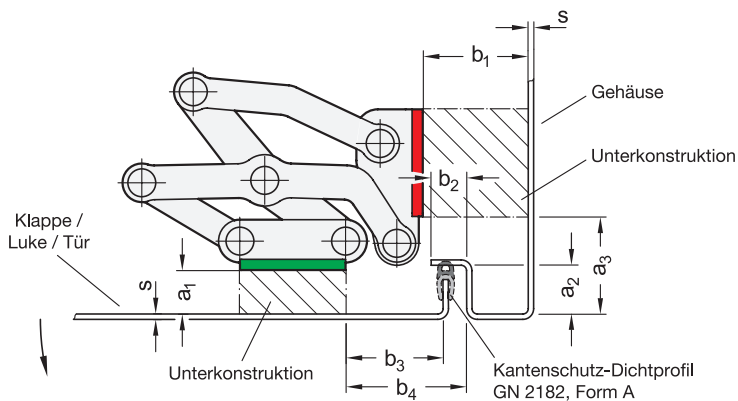 s
b1
Gehäuse
Unterkonstruktion
b2
Klappe /
Luke / Tür
s
a1
a2
a3
b3
Unterkonstruktion
b4
Kantenschutz-Dichtprofil
GN 2182, Form A